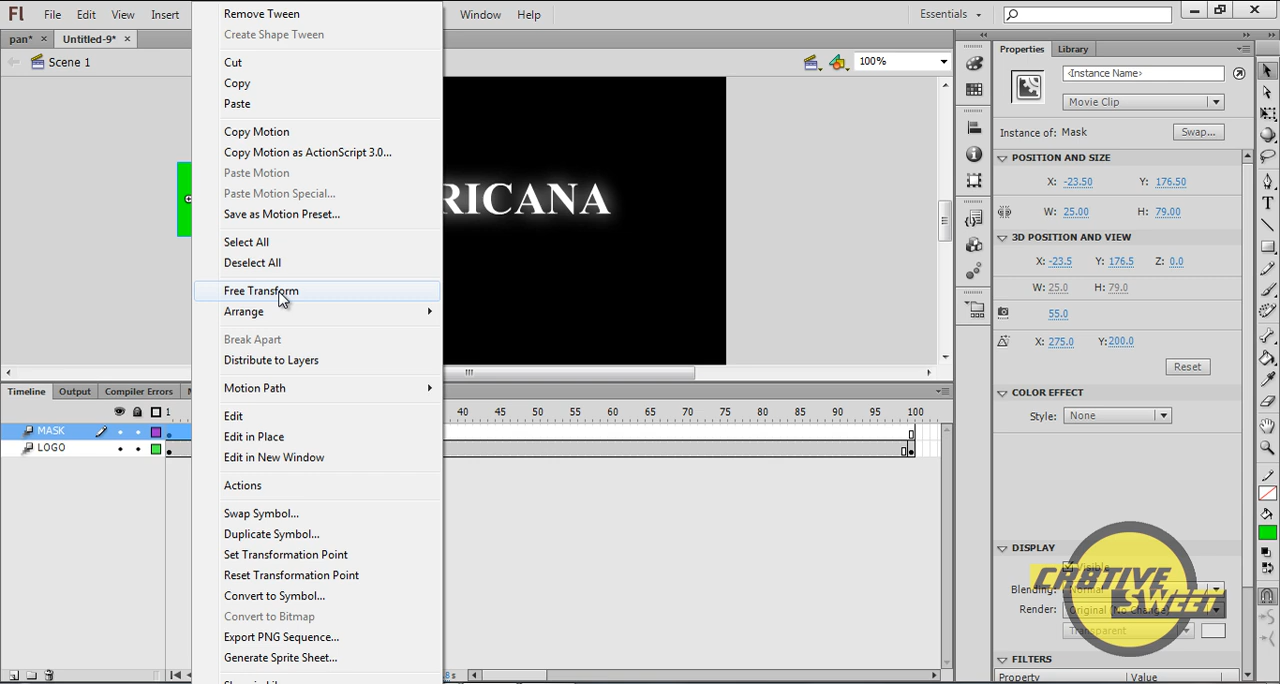 Fl File Edit View Insert Window Help Essentials
pan* × Untitled-9* ×
Scene 1 100%
Remove Tween
Create Shape Tween
Cut
Copy
Paste
Copy Motion
Copy Motion as ActionScript 3.0...
Paste Motion
Paste Motion Special...
Save as Motion Preset...
Select All
Deselect All
Free Transform
Arrange
Break Apart
Distribute to Layers
Motion Path
Edit
Edit in Place
Edit in New Window
Actions
Swap Symbol...
Duplicate Symbol...
Set Transformation Point
Reset Transformation Point
Convert to Symbol...
Convert to Bitmap
Export PNG Sequence...
Generate Sprite Sheet...
RICANA
Timeline Output Compiler Errors
1 40 45 50 55 60 65 70 75 80 85 90 95 100
MASK
LOGO
Properties Library
<Instance Name>
Movie Clip
Instance of: Mask Swap...
POSITION AND SIZE
X: -23.50 Y: 176.50
W: 25.00 H: 79.00
3D POSITION AND VIEW
X: -23.5 Y: 176.5 Z: 0.0
W: 25.0 H: 79.0
55.0
X: 275.0 Y: 200.0
Reset
COLOR EFFECT
Style: None
DISPLAY
Visible
Blending: Normal
Render: Original (No Change)
Transparent
FILTERS
Property Value
CR8TIVE
SWEET